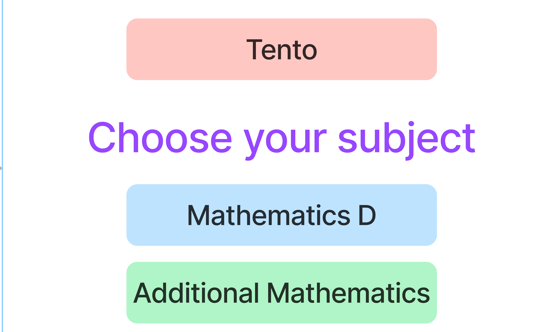 Tento
Choose your subject
Mathematics D
Additional Mathematics